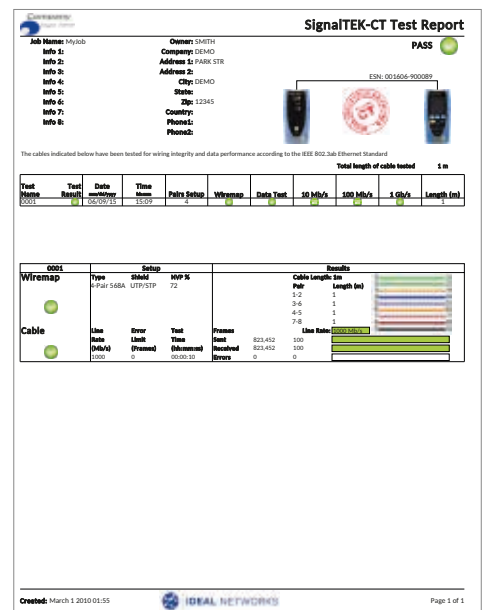 SignalTEK-CT Test Report
Job Name: MyJob Owner: SMITH PASS
Info 1: Company: DEMO
Info 2: Address 1: PARK STR
Info 3: Address 2:
Info 4: City: DEMO ESN: 001606-900089
Info 5: State:
Info 6: Zip: 12345
Info 7: Country:
Info 8: Phone1:
Phone2:
The cables indicated below have been tested for wiring integrity and data performance according to the IEEE 802.3ab Ethernet Standard
Total length of cable tested 1 m
Test Test Date Time
Name Result Pairs Setup Wiremap Data Test 10 Mb/s 100 Mb/s 1 Gb/s Length (m)
0001 06/09/15 15:09 4 1
0001 Setup Results
Wiremap Type Shield NVP % Cable Length: 1m
4-Pair 568A UTP/STP 72 Pair Length (m)
1-2 1
3-6 1
4-5 1
7-8 1
Cable Line Error Test Frames Line Rate: 1000 Mb/s
Rate Limit Time Sent 823,452 100
(Mb/s) (Frames) (hh:mm:ss) Received 823,452 100
1000 0 00:00:10 Errors 0 0
Created: March 1 2010 01:55 IDEAL NETWORKS Page 1 of 1